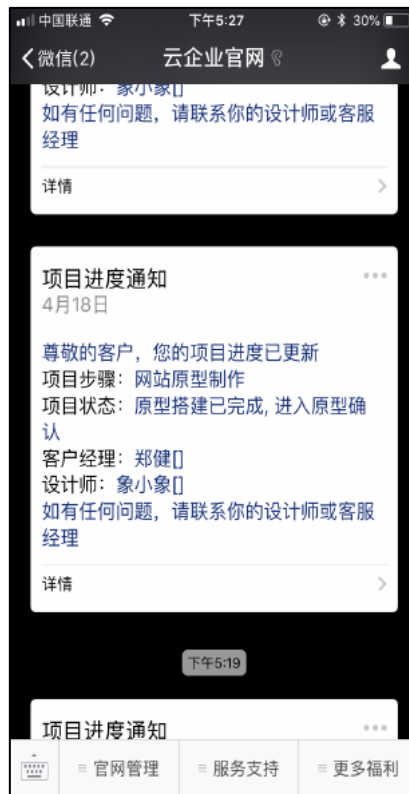 中国联通 下午5:27 30%
微信(2) 云企业官网
设计师：象小象[]
如有任何问题，请联系你的设计师或客服
经理
详情
项目进度通知
4月18日
尊敬的客户，您的项目进度已更新
项目步骤：网站原型制作
项目状态：原型搭建已完成, 进入原型确
认
客户经理：郑健[]
设计师：象小象[]
如有任何问题，请联系你的设计师或客服
经理
详情
下午5:19
项目进度通知
官网管理 服务支持 更多福利